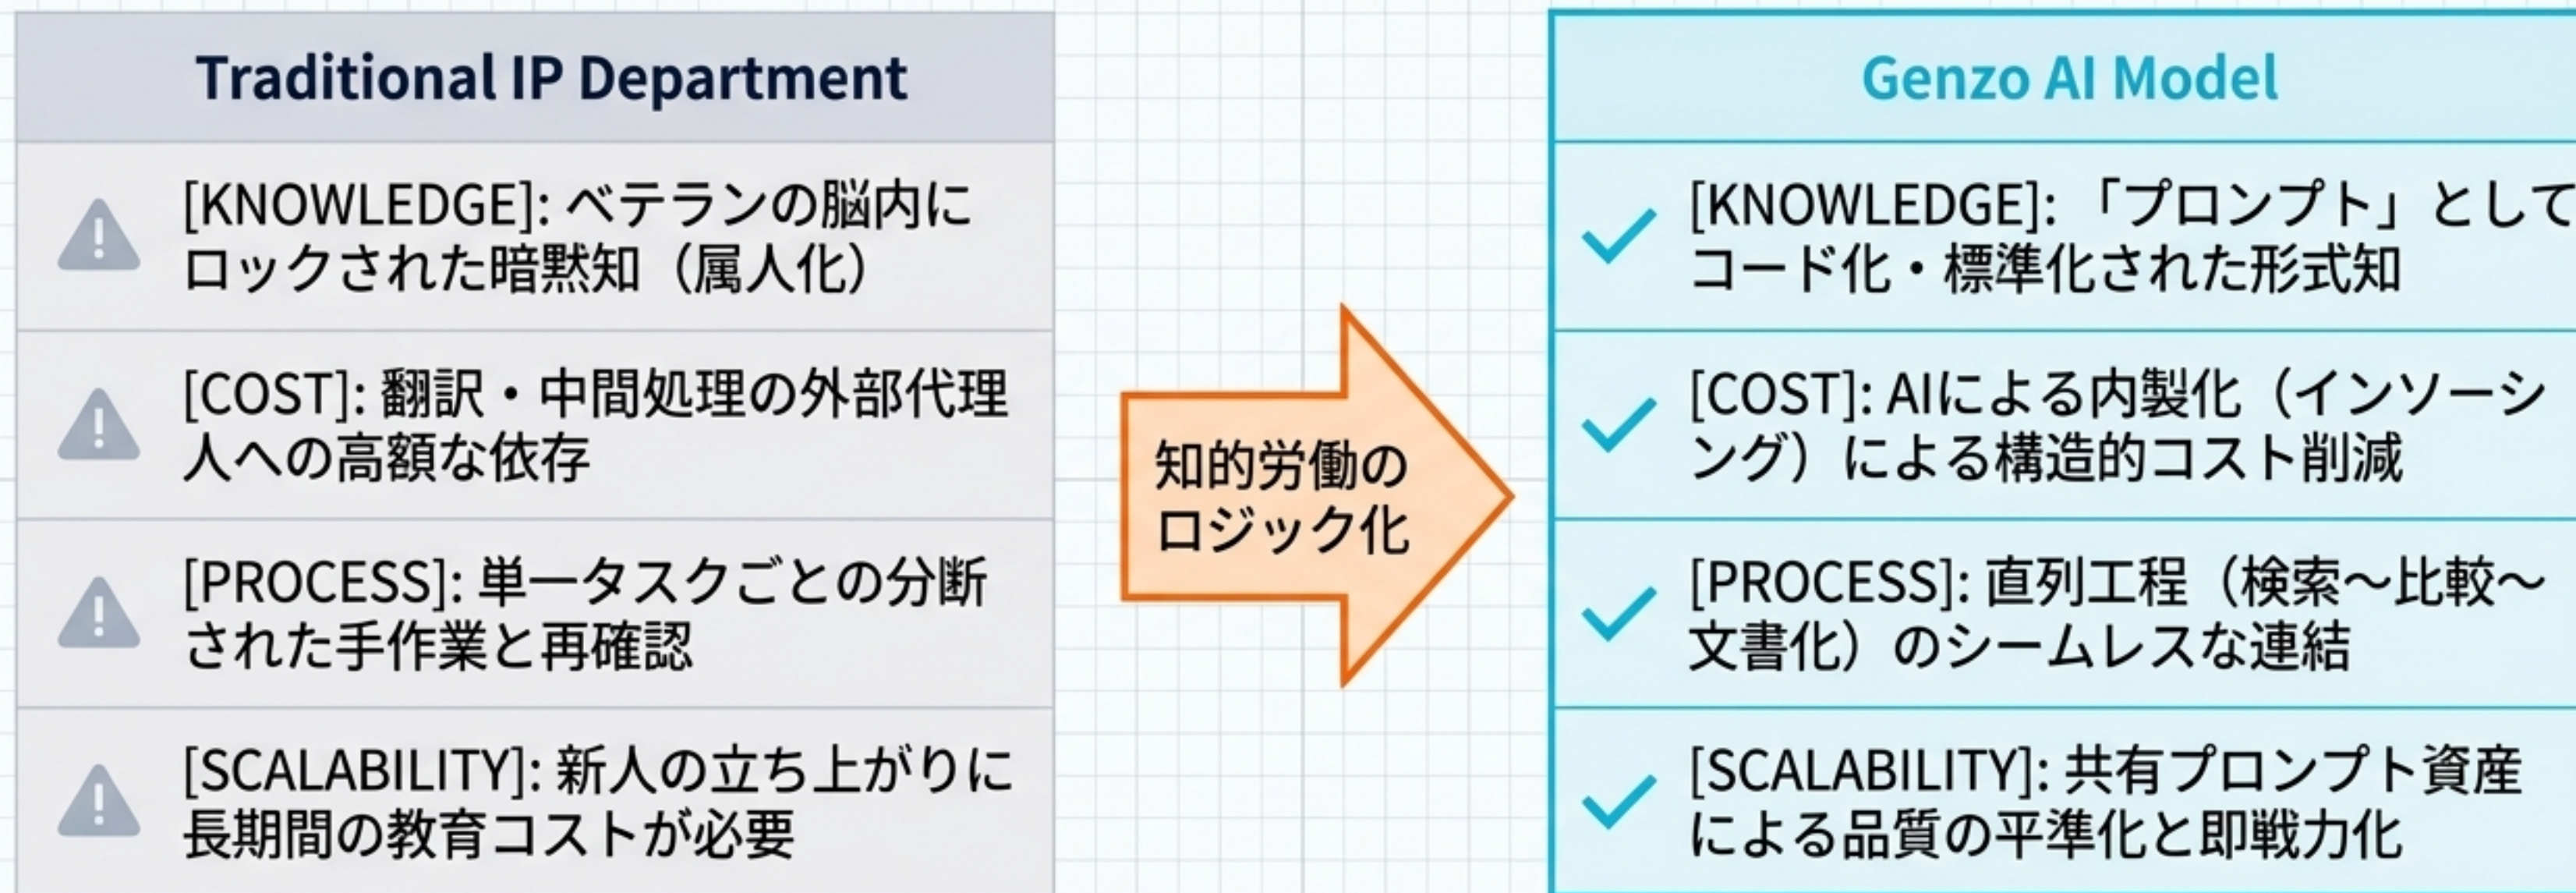 Traditional IP Department
[KNOWLEDGE]: ベテランの脳内に
ロックされた暗黙知（属人化）
[COST]: 翻訳・中間処理の外部代理
人への高額な依存
[PROCESS]: 単一タスクごとの分断
された手作業と再確認
[SCALABILITY]: 新人の立ち上がりに
長期間の教育コストが必要
知的労働の
ロジック化
Genzo AI Model
[KNOWLEDGE]: 「プロンプト」として
コード化・標準化された形式知
[COST]: AIによる内製化（インソーシ
ング）による構造的コスト削減
[PROCESS]: 直列工程（検索～比較～
文書化）のシームレスな連結
[SCALABILITY]: 共有プロンプト資産
による品質の平準化と即戦力化